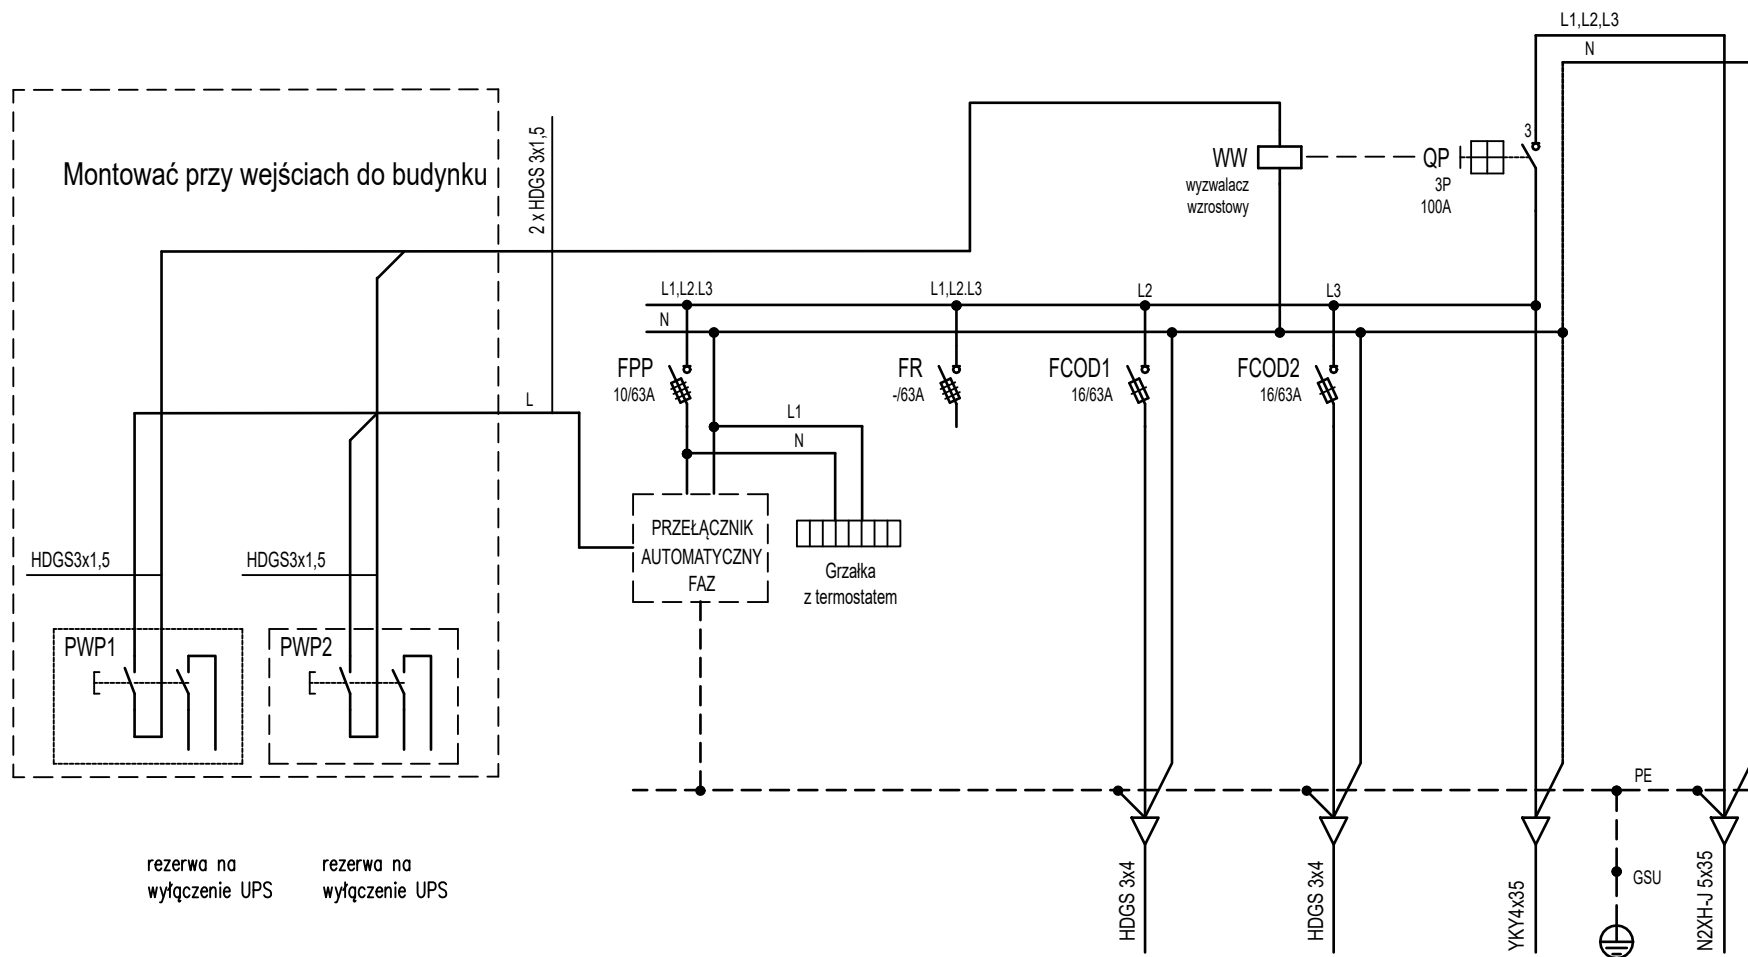 L1,L2,L3
N
Montować przy wejściach do budynku
2 x HDGS 3x1,5
WW
wyzwalacz
wzrostowy
QP
3P
100A
3
L1,L2.L3
N
L1,L2.L3
L2
L3
FPP
10/63A
FR
-/63A
FCOD1
16/63A
FCOD2
16/63A
L
L1
N
PRZEŁĄCZNIK
AUTOMATYCZNY
FAZ
Grzałka
z termostatem
HDGS3x1,5
HDGS3x1,5
PWP1
PWP2
PE
GSU
rezerwa na
wyłączenie UPS
rezerwa na
wyłączenie UPS
HDGS 3x4
HDGS 3x4
YKY4x35
N2XH-J 5x35